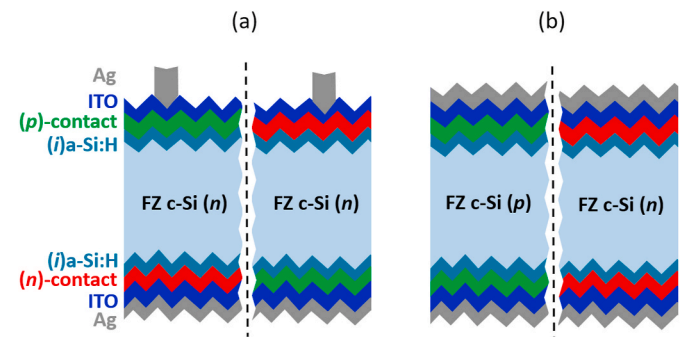 (a)
(b)
Ag
ITO
(p)-contact
(i)a-Si:H
FZ c-Si (n)
FZ c-Si (n)
FZ c-Si (p)
FZ c-Si (n)
(i)a-Si:H
(n)-contact
ITO
Ag